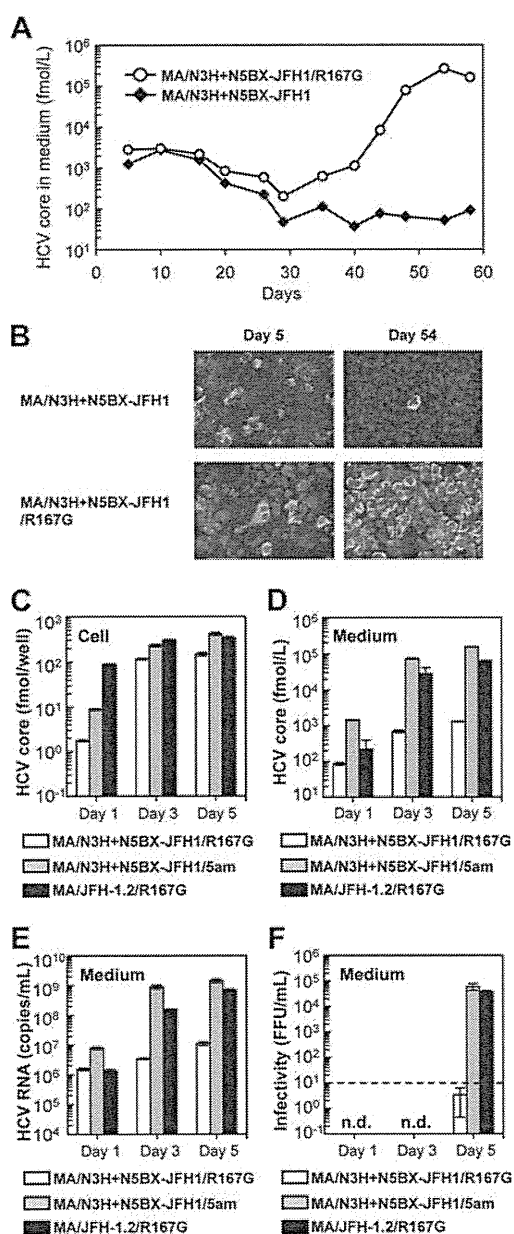 A
HCV core in medium (fmol/L)
10⁶
10⁵
10⁴
10³
10²
10¹
MA/N3H+N5BX-JFH1/R167G
MA/N3H+N5BX-JFH1
0 10 20 30 40 50 60
Days
B
Day 5 Day 54
MA/N3H+N5BX-JFH1
MA/N3H+N5BX-JFH1
/R167G
C
HCV core (fmol/well)
10³
10²
10¹
10⁰
10⁻¹
Cell
Day 1 Day 3 Day 5
MA/N3H+N5BX-JFH1/R167G
MA/N3H+N5BX-JFH1/5am
MA/JFH-1.2/R167G
D
HCV core (fmol/L)
10⁶
10⁵
10⁴
10³
10²
10¹
Medium
Day 1 Day 3 Day 5
MA/N3H+N5BX-JFH1/R167G
MA/N3H+N5BX-JFH1/5am
MA/JFH-1.2/R167G
E
HCV RNA (copies/mL)
10¹⁰
10⁹
10⁸
10⁷
10⁶
10⁵
10⁴
Medium
Day 1 Day 3 Day 5
MA/N3H+N5BX-JFH1/R167G
MA/N3H+N5BX-JFH1/5am
MA/JFH-1.2/R167G
F
Infectivity (FFU/mL)
10⁶
10⁵
10⁴
10³
10²
10¹
10⁰
10⁻¹
Medium
n.d. n.d.
Day 1 Day 3 Day 5
MA/N3H+N5BX-JFH1/R167G
MA/N3H+N5BX-JFH1/5am
MA/JFH-1.2/R167G